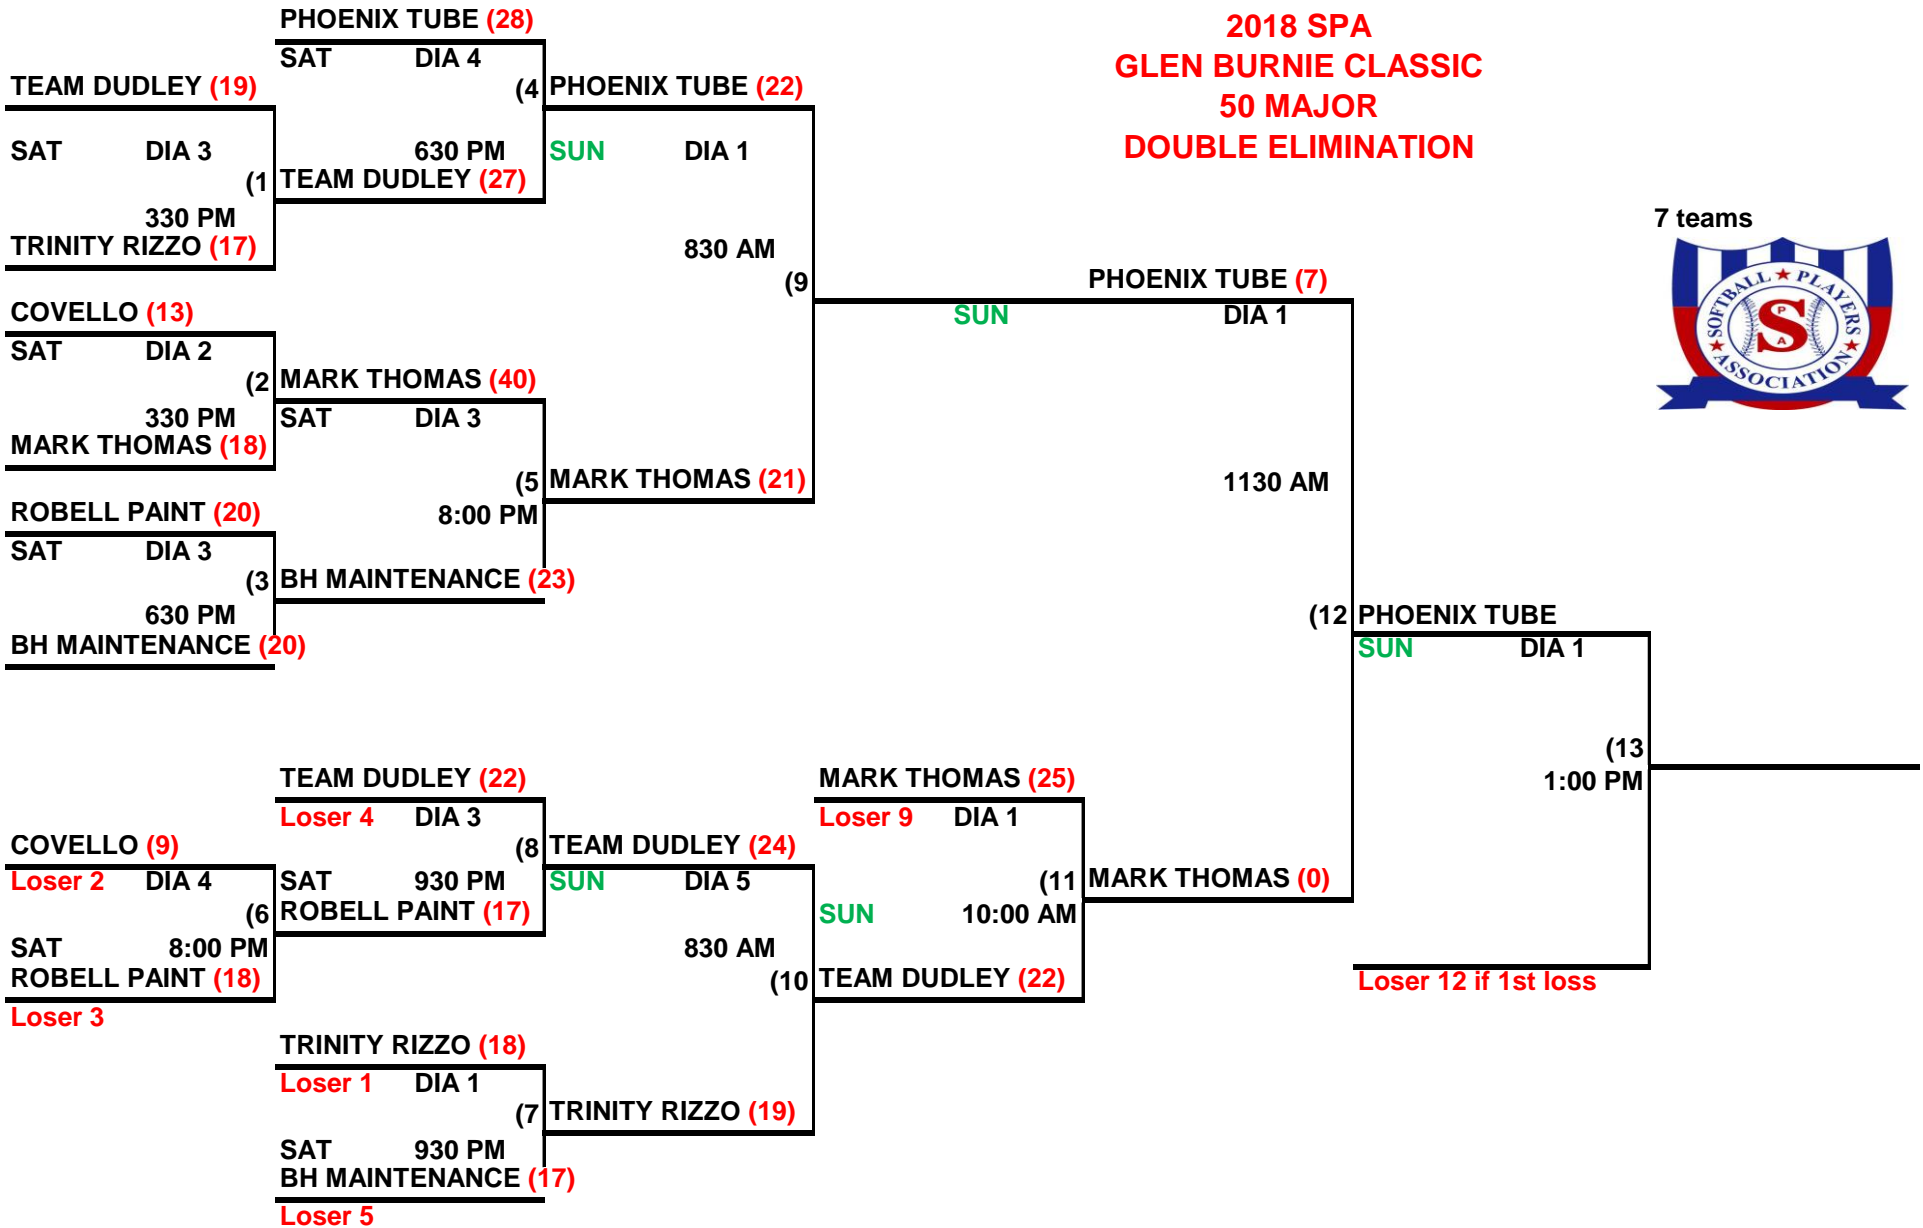 PHOENIX TUBE (28)
2018 SPA
GLEN BURNIE CLASSIC
50 MAJOR
DOUBLE ELIMINATION
7 teams
SOFTBALL ★ PLAYERS ★ ASSOCIATION ★
S
P
A
SAT DIA 4
TEAM DUDLEY (19)
(4 PHOENIX TUBE (22)
SAT DIA 3
630 PM
SUN DIA 1
(1 TEAM DUDLEY (27)
330 PM
TRINITY RIZZO (17)
830 AM
(9
PHOENIX TUBE (7)
COVELLO (13)
SUN DIA 1
SAT DIA 2
(2 MARK THOMAS (40)
330 PM
SAT DIA 3
MARK THOMAS (18)
(5 MARK THOMAS (21)
1130 AM
ROBELL PAINT (20)
8:00 PM
SAT DIA 3
(3 BH MAINTENANCE (23)
630 PM
BH MAINTENANCE (20)
(12 PHOENIX TUBE
SUN DIA 1
(13
1:00 PM
TEAM DUDLEY (22)
MARK THOMAS (25)
Loser 4 DIA 3
Loser 9 DIA 1
COVELLO (9)
(8 TEAM DUDLEY (24)
Loser 2 DIA 4
SAT 930 PM
SUN DIA 5
(11 MARK THOMAS (0)
(6 ROBELL PAINT (17)
SUN 10:00 AM
SAT 8:00 PM
830 AM
ROBELL PAINT (18)
(10 TEAM DUDLEY (22)
Loser 12 if 1st loss
Loser 3
TRINITY RIZZO (18)
Loser 1 DIA 1
(7 TRINITY RIZZO (19)
SAT 930 PM
BH MAINTENANCE (17)
Loser 5